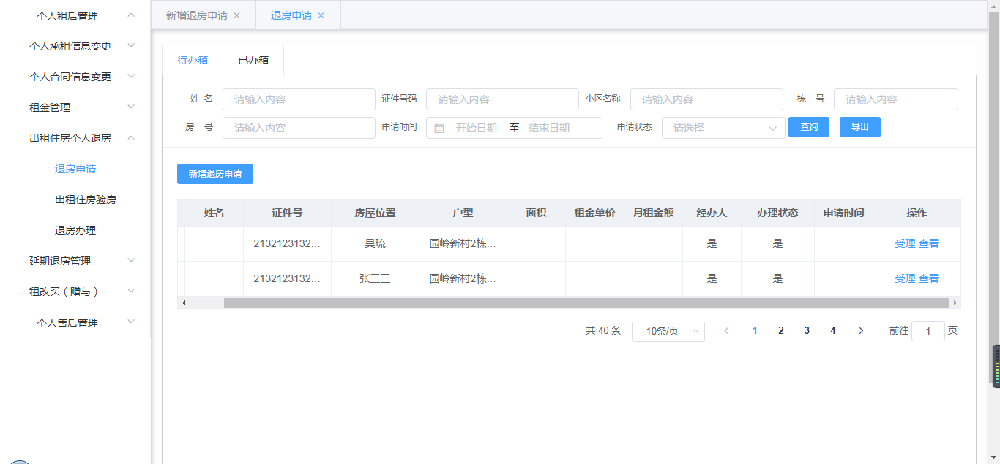 个人租后管理
个人承租信息变更
个人合同信息变更
租金管理
出租住房个人退房
退房申请
出租住房验房
退房办理
延期退房管理
租改买（赠与）
个人售后管理
新增退房申请 退房申请
待办箱 已办箱
姓 名 请输入内容 证件号码 请输入内容 小区名称 请输入内容 栋 号 请输入内容
房 号 请输入内容 申请时间 开始日期 至 结束日期 申请状态 请选择 查询 导出
新增退房申请
姓名 证件号 房屋位置 户型 面积 租金单价 月租金额 经办人 办理状态 申请时间 操作
2132123132... 吴琉 园岭新村2栋... 是 是 受理 查看
2132123132... 张三三 园岭新村2栋... 是 是 受理 查看
共 40 条 10条/页 1 2 3 4 前往 1 页